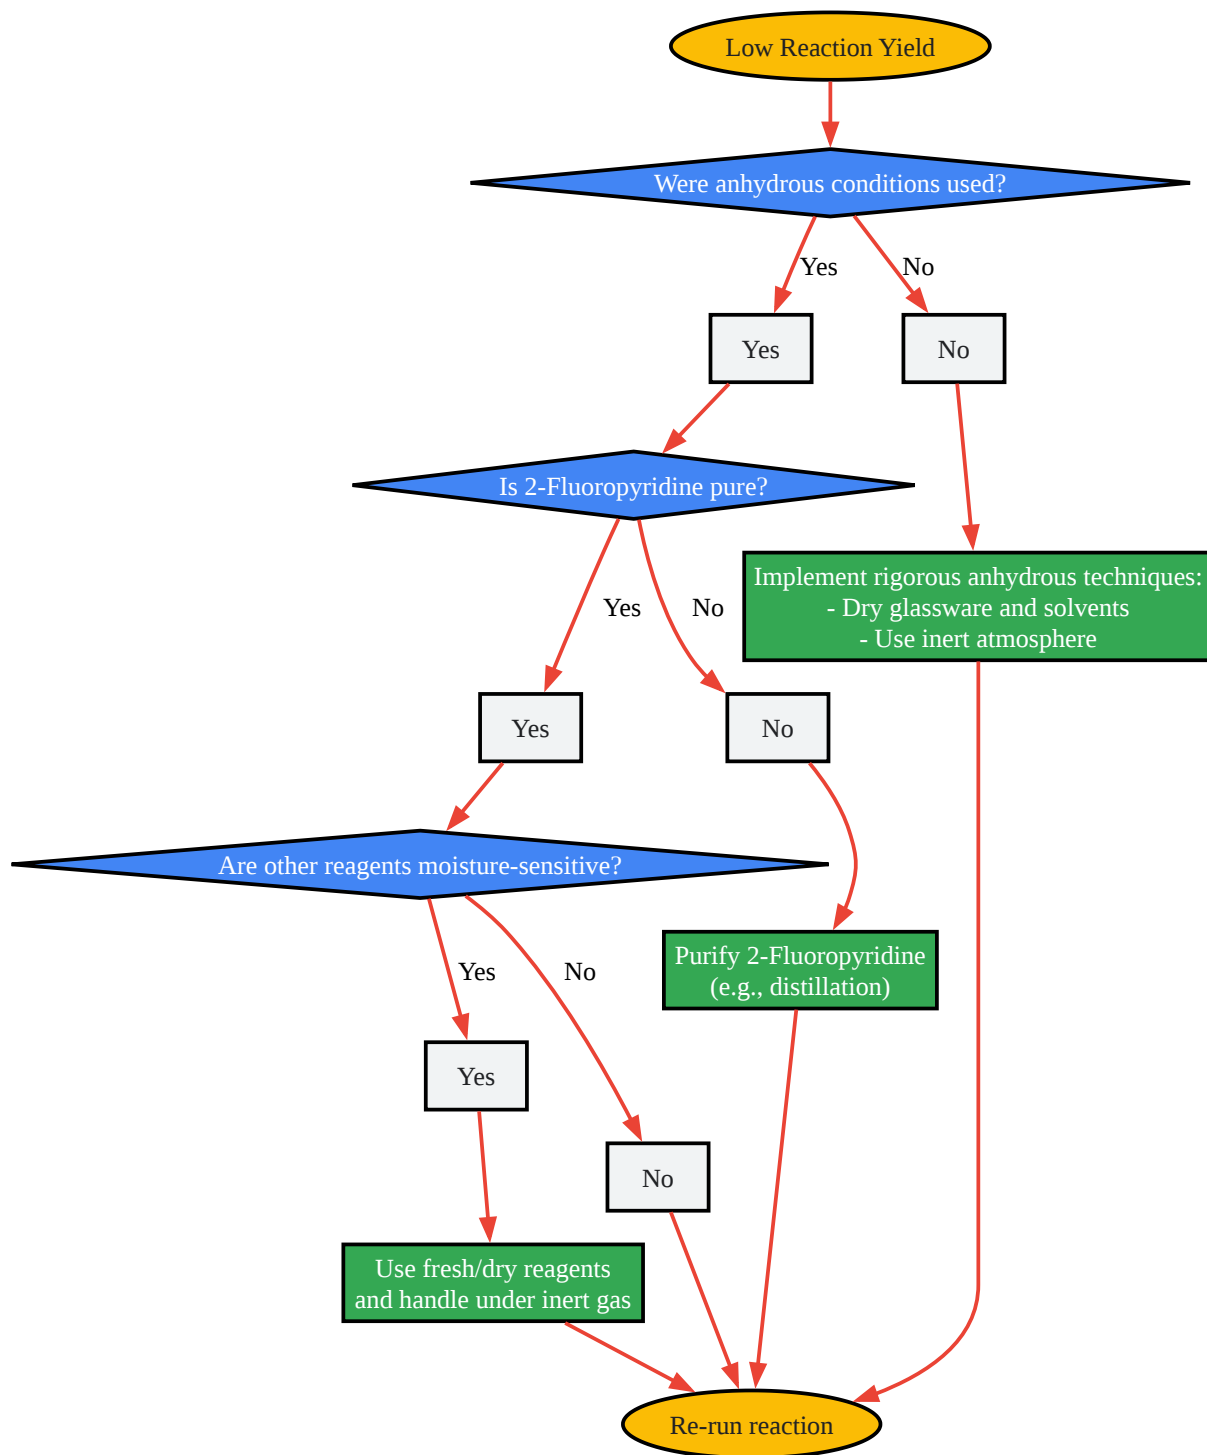 Low Reaction Yield
Were anhydrous conditions used?
Yes
No
Yes
No
Is 2-Fluoropyridine pure?
Implement rigorous anhydrous techniques:
- Dry glassware and solvents
- Use inert atmosphere
Yes
No
Yes
No
Are other reagents moisture-sensitive?
Purify 2-Fluoropyridine
(e.g., distillation)
Yes
No
Yes
No
Use fresh/dry reagents
and handle under inert gas
Re-run reaction